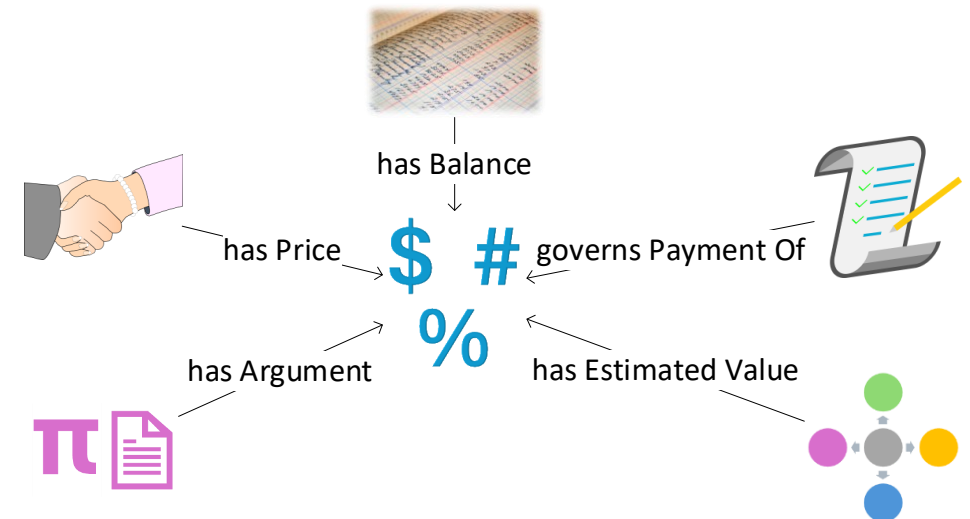 has Balance
has Price
$ #
governs Payment Of
%
has Argument
has Estimated Value
π